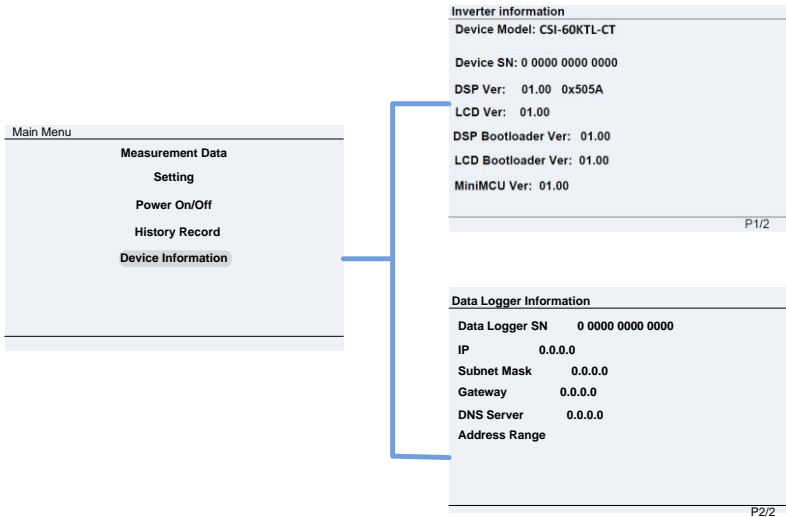 Main Menu
Measurement Data
Setting
Power On/Off
History Record
Device Information
Inverter information
Device Model: CSI-60KTL-CT
Device SN: 0 0000 0000 0000
DSP Ver: 01.00 0x505A
LCD Ver: 01.00
DSP Bootloader Ver: 01.00
LCD Bootloader Ver: 01.00
MiniMCU Ver: 01.00
P1/2
Data Logger Information
Data Logger SN 0 0000 0000 0000
IP 0.0.0.0
Subnet Mask 0.0.0.0
Gateway 0.0.0.0
DNS Server 0.0.0.0
Address Range
P2/2